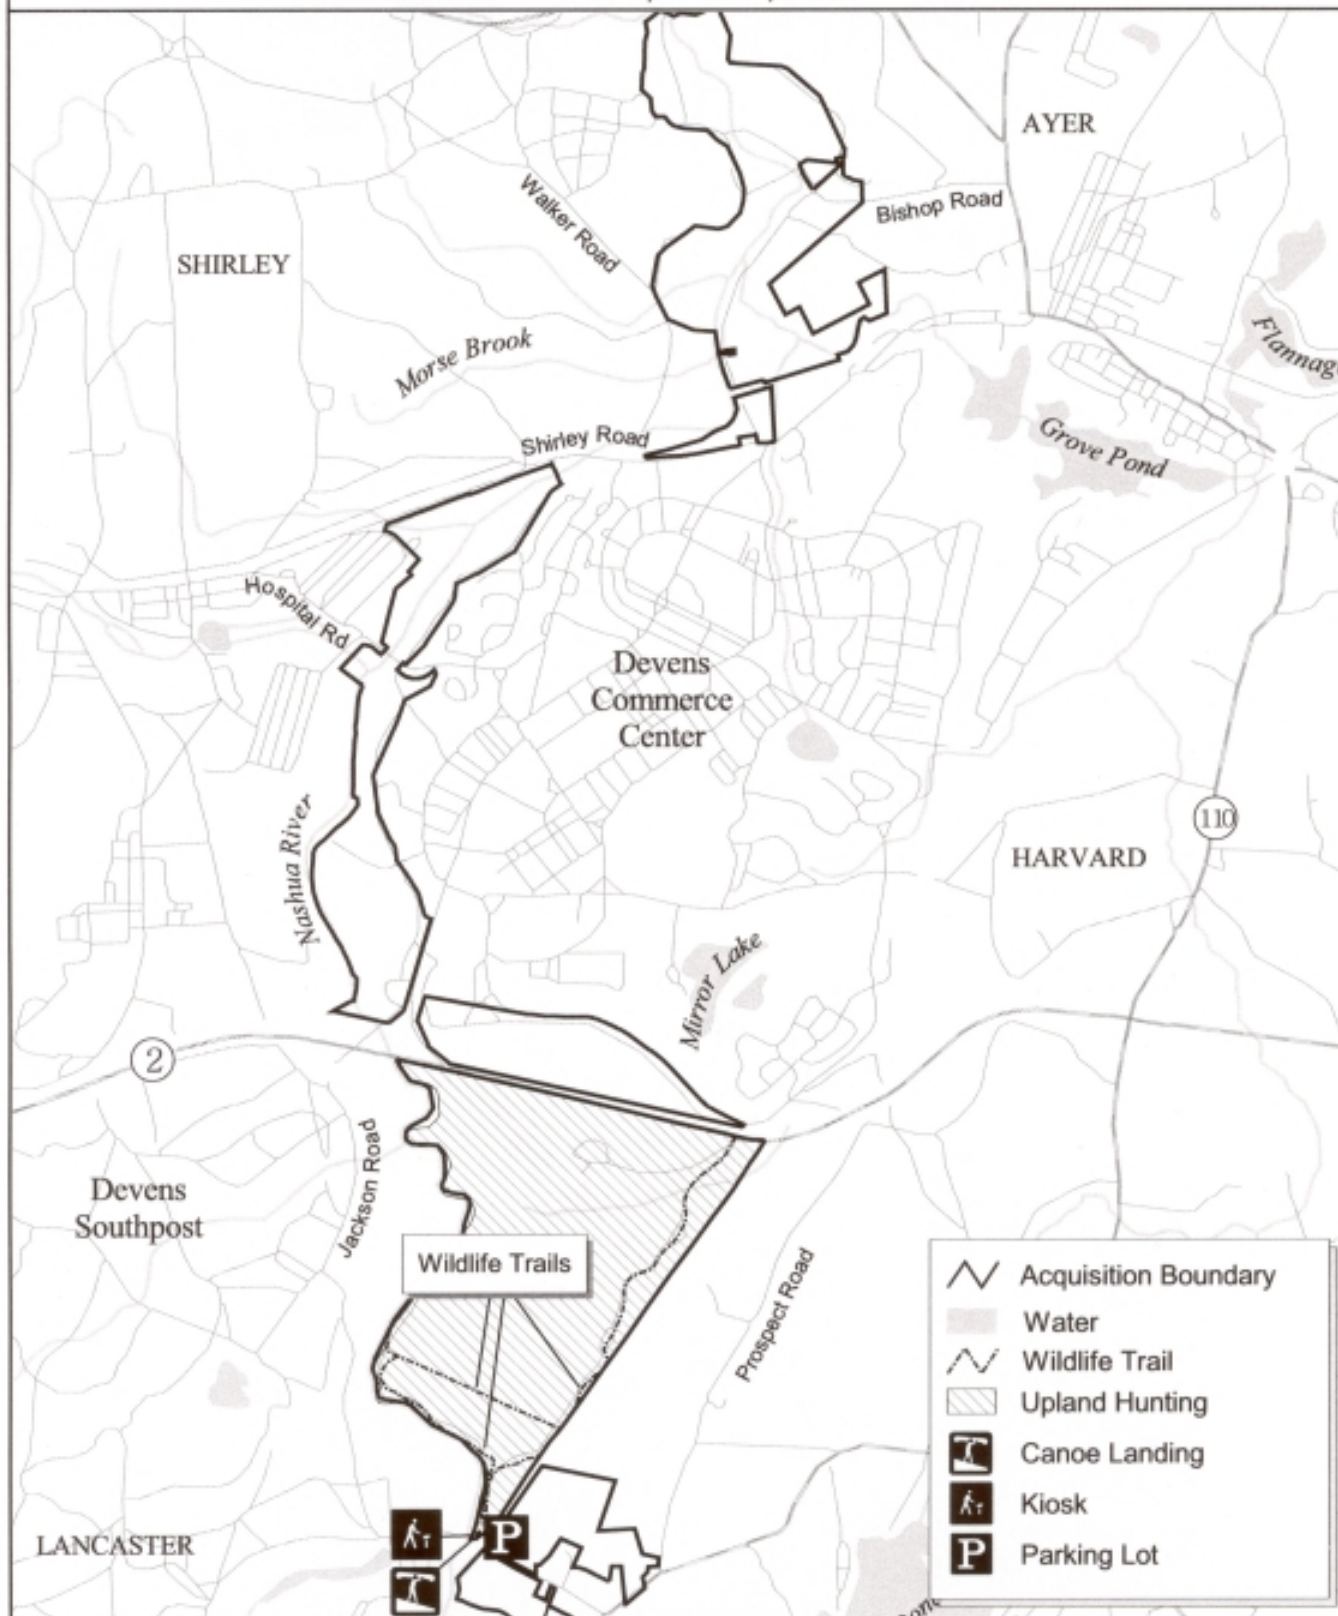 AYER
Bishop Road
Walker Road
SHIRLEY
Morse Brook
Shirley Road
Grove Pond
Hospital Rd
Devens
Commerce
Center
110
HARVARD
Nashua River
Mirror Lake
2
Jackson Road
Devens
Southpost
Wildlife Trails
Prospect Road
Acquisition Boundary
Water
Wildlife Trail
Upland Hunting
Canoe Landing
Kiosk
P
Parking Lot
P
LANCASTER